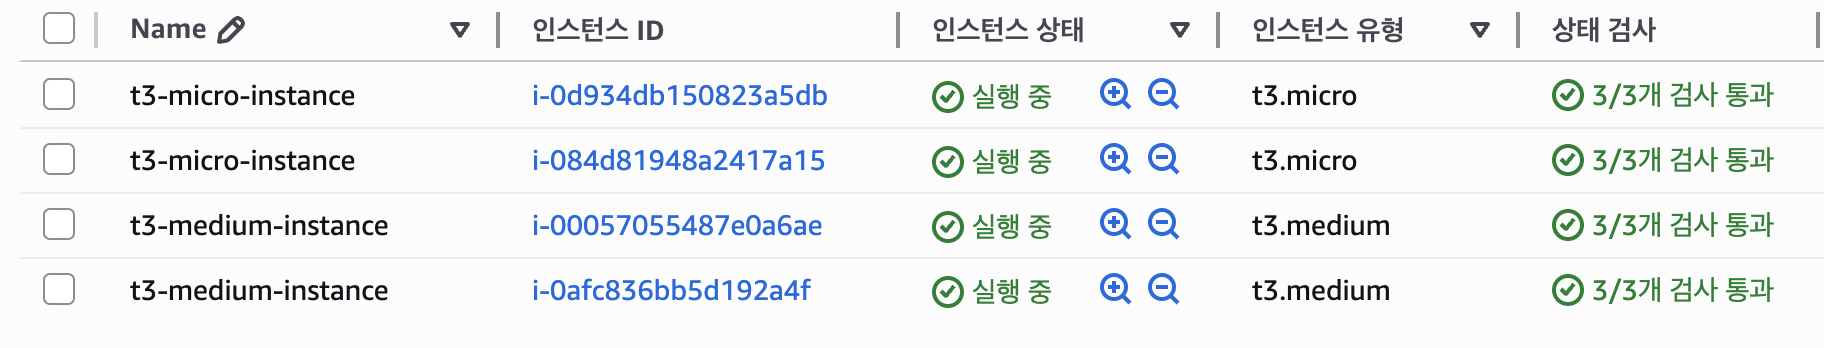 Name 인스턴스 ID 인스턴스 상태 인스턴스 유형 상태 검사
t3-micro-instance i-0d934db150823a5db 실행 중 t3.micro 3/3개 검사 통과
t3-micro-instance i-084d81948a2417a15 실행 중 t3.micro 3/3개 검사 통과
t3-medium-instance i-00057055487e0a6ae 실행 중 t3.medium 3/3개 검사 통과
t3-medium-instance i-0afc836bb5d192a4f 실행 중 t3.medium 3/3개 검사 통과